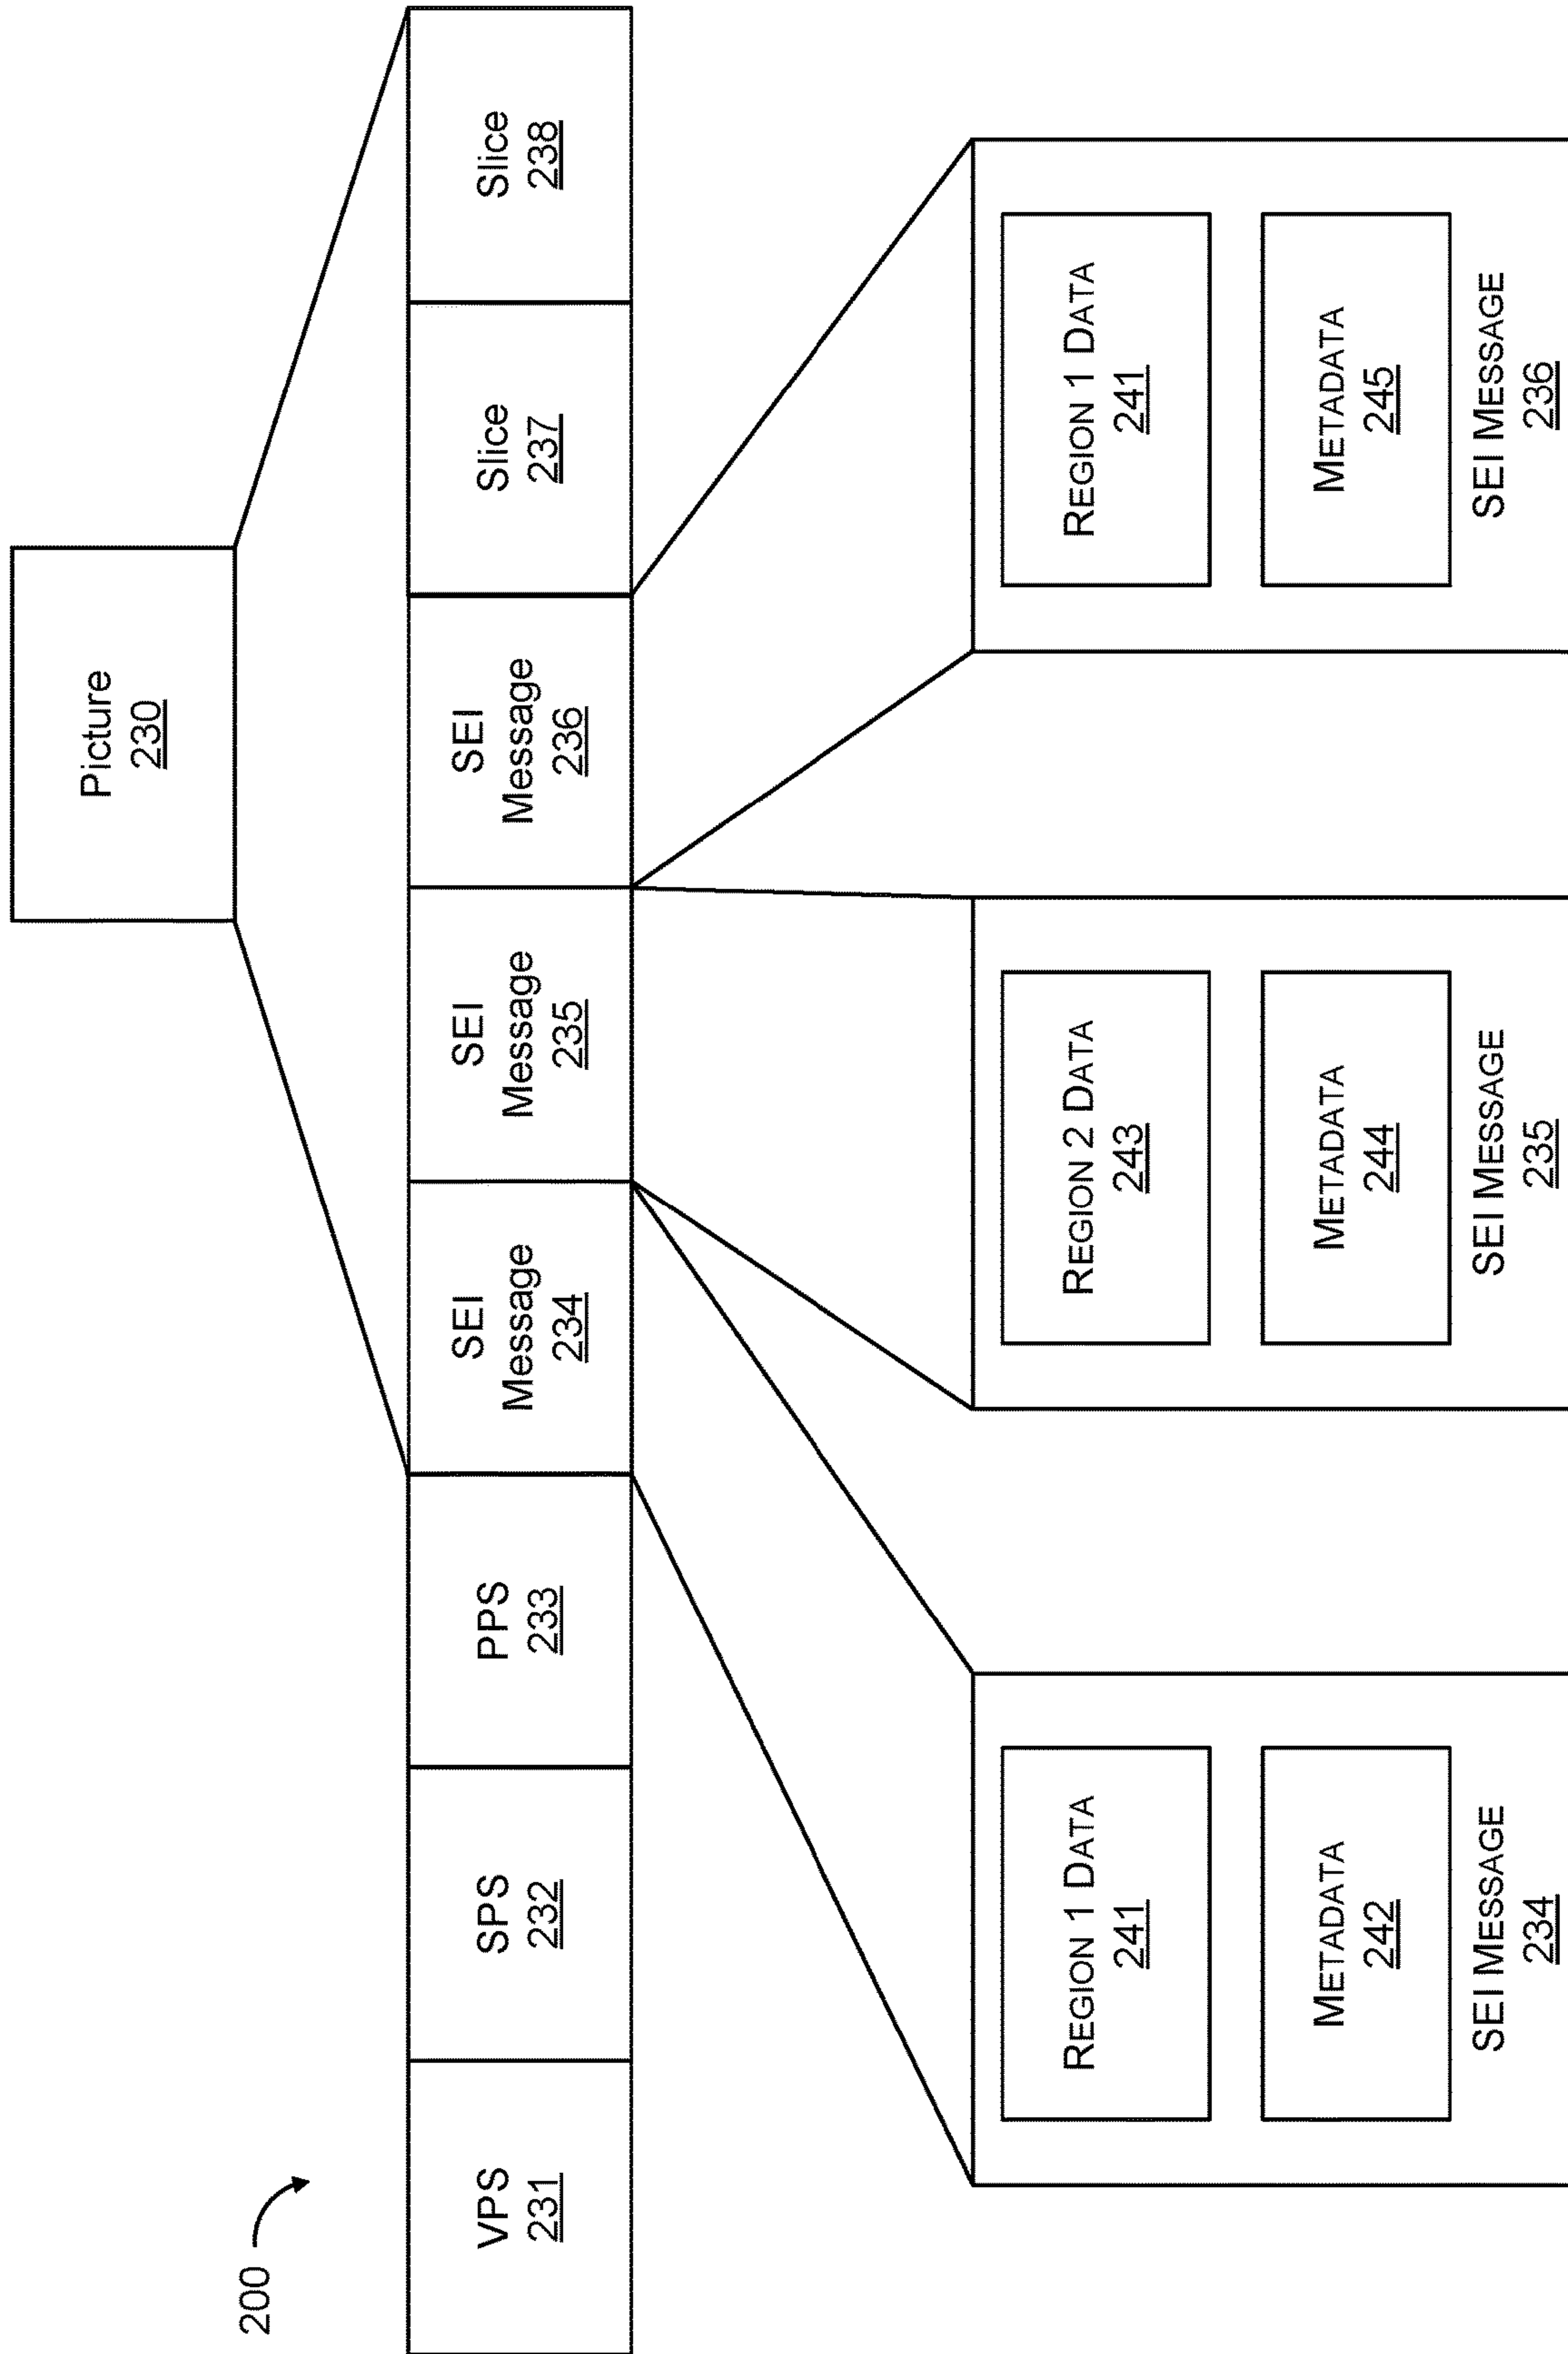 Picture
230
200
VPS
231
SPS
232
PPS
233
SEI
Message
234
SEI
Message
235
SEI
Message
236
Slice
237
Slice
238
REGION 1 DATA
241
METADATA
242
SEI MESSAGE
234
REGION 2 DATA
243
METADATA
244
SEI MESSAGE
235
REGION 1 DATA
241
METADATA
245
SEI MESSAGE
236